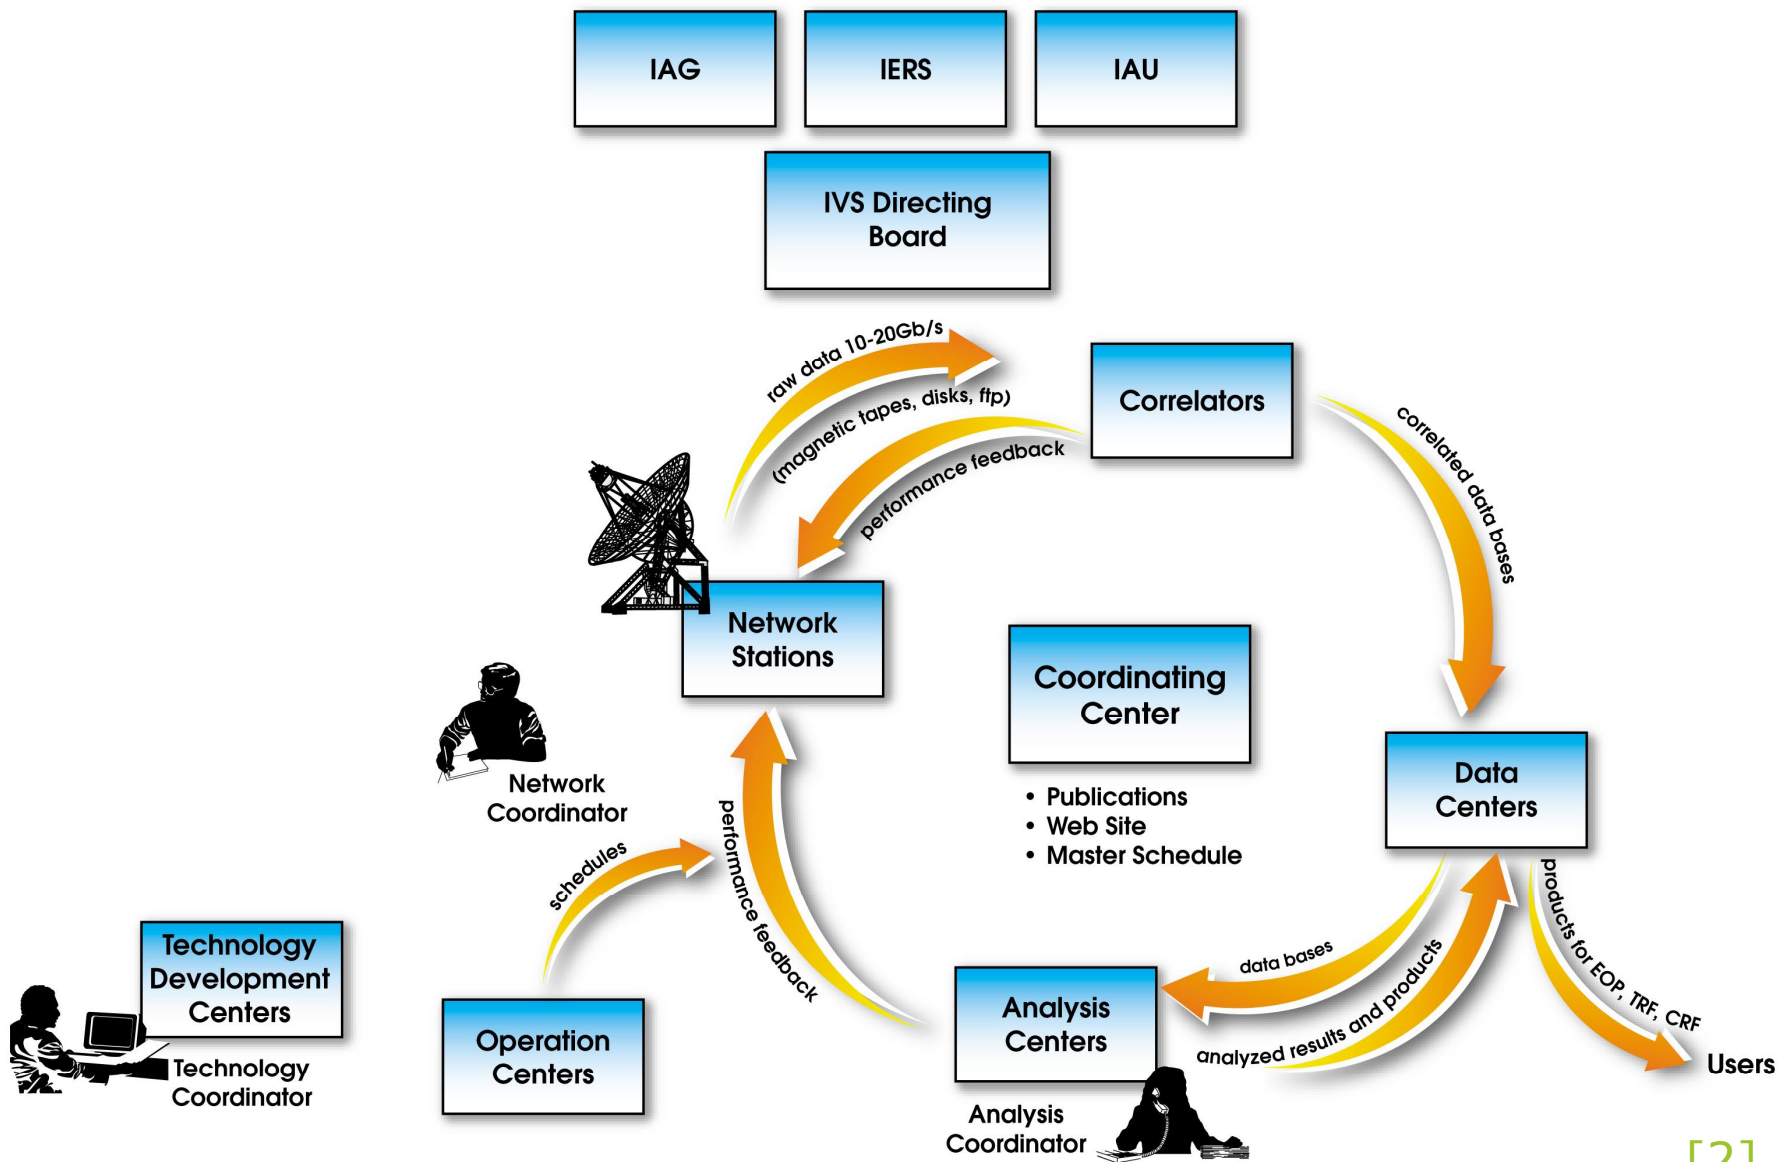 IAG
IERS
IAU
IVS Directing
Board
raw data 10-20Gb/s
(magnetic tapes, disks, ftp)
performance feedback
Correlators
correlated data bases
Network
Stations
Coordinating
Center
• Publications
• Web Site
• Master Schedule
Network
Coordinator
Data
Centers
schedules
performance feedback
data bases
analyzed results and products
products for EOP, TRF, CRF
Users
Technology
Development
Centers
Technology
Coordinator
Operation
Centers
Analysis
Centers
Analysis
Coordinator
[2]